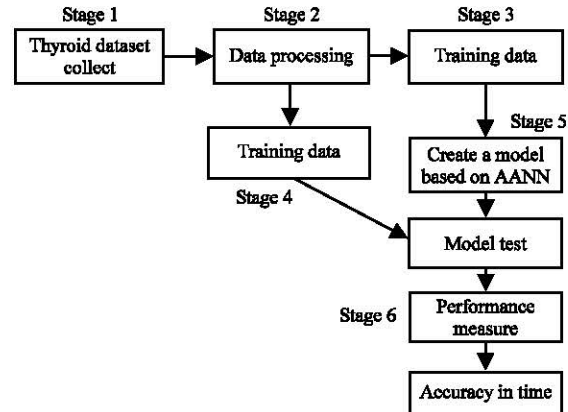 Stage 1
Stage 2
Stage 3
Thyroid dataset
collect
Data processing
Training data
Stage 5
Training data
Create a model
based on AANN
Stage 4
Model test
Stage 6
Performance
measure
Accuracy in time